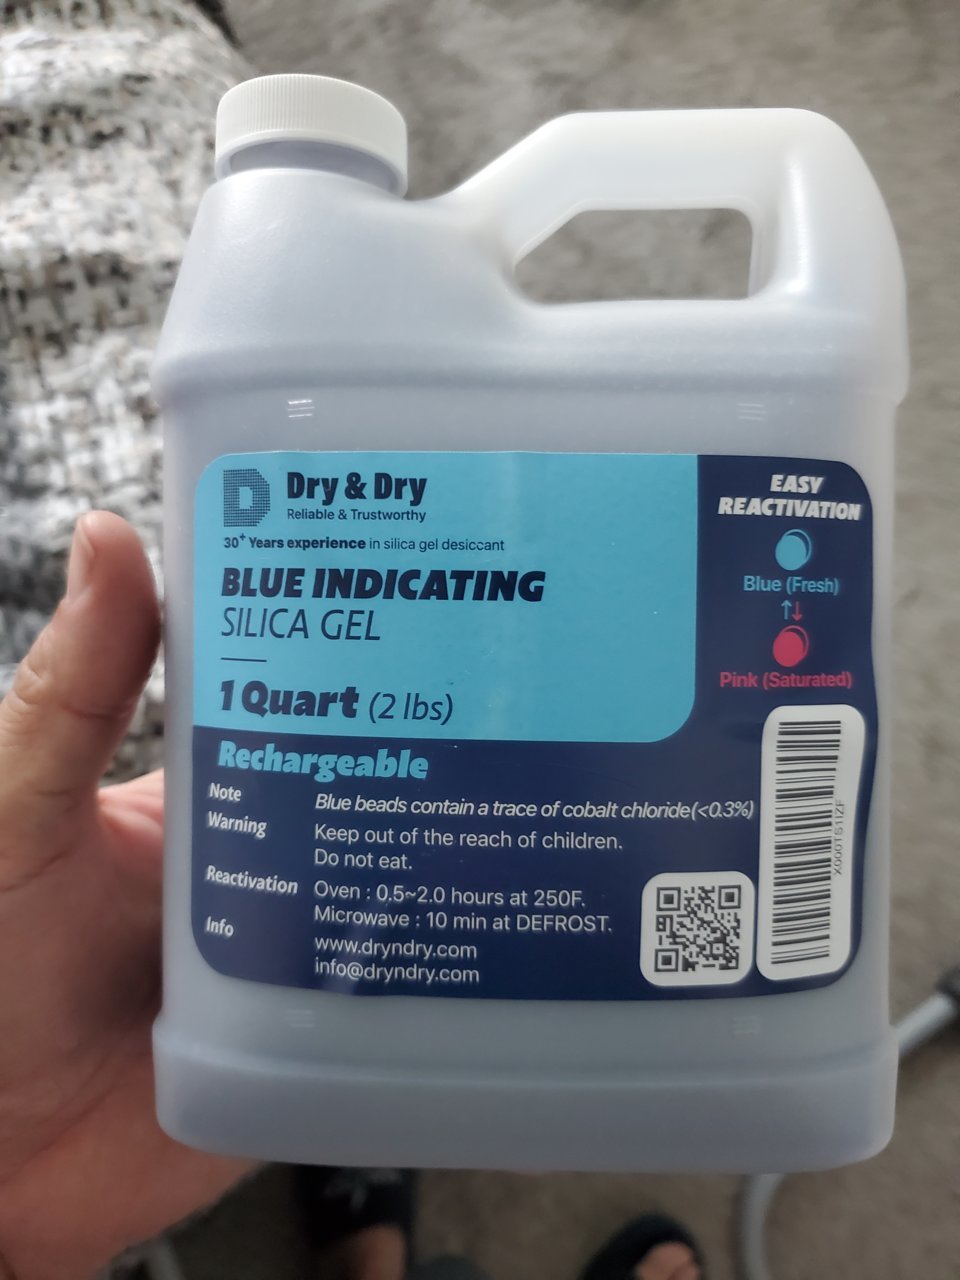 Dry & Dry
Reliable & Trustworthy
30+ Years experience in silica gel desiccant
BLUE INDICATING
SILICA GEL
1 Quart (2 lbs)
EASY
REACTIVATION
Blue (Fresh)
↑↓
Pink (Saturated)
Rechargeable
Note Blue beads contain a trace of cobalt chloride(<0.3%)
Warning Keep out of the reach of children.
Do not eat.
Reactivation Oven : 0.5~2.0 hours at 250F.
Microwave : 10 min at DEFROST.
Info www.dryndry.com
info@dryndry.com
X000TS1IZF